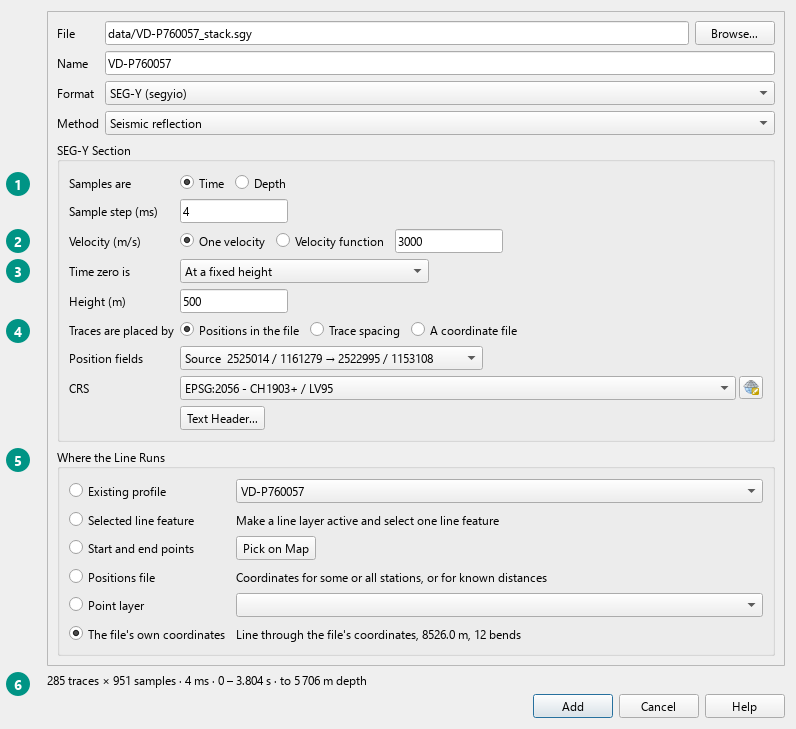 File data/VD-P760057_stack.sgy Browse...
Name VD-P760057
Format SEG-Y (segyio)
Method Seismic reflection
SEG-Y Section
1 Samples are Time Depth
Sample step (ms) 4
2 Velocity (m/s) One velocity Velocity function 3000
3 Time zero is At a fixed height
Height (m) 500
4 Traces are placed by Positions in the file Trace spacing A coordinate file
Position fields Source 2525014 / 1161279 → 2522995 / 1153108
CRS EPSG:2056 - CH1903+ / LV95
Text Header...
5 Where the Line Runs
Existing profile VD-P760057
Selected line feature Make a line layer active and select one line feature
Start and end points Pick on Map
Positions file Coordinates for some or all stations, or for known distances
Point layer
The file's own coordinates Line through the file's coordinates, 8526.0 m, 12 bends
6 285 traces × 951 samples · 4 ms · 0 – 3.804 s · to 5 706 m depth
Add Cancel Help